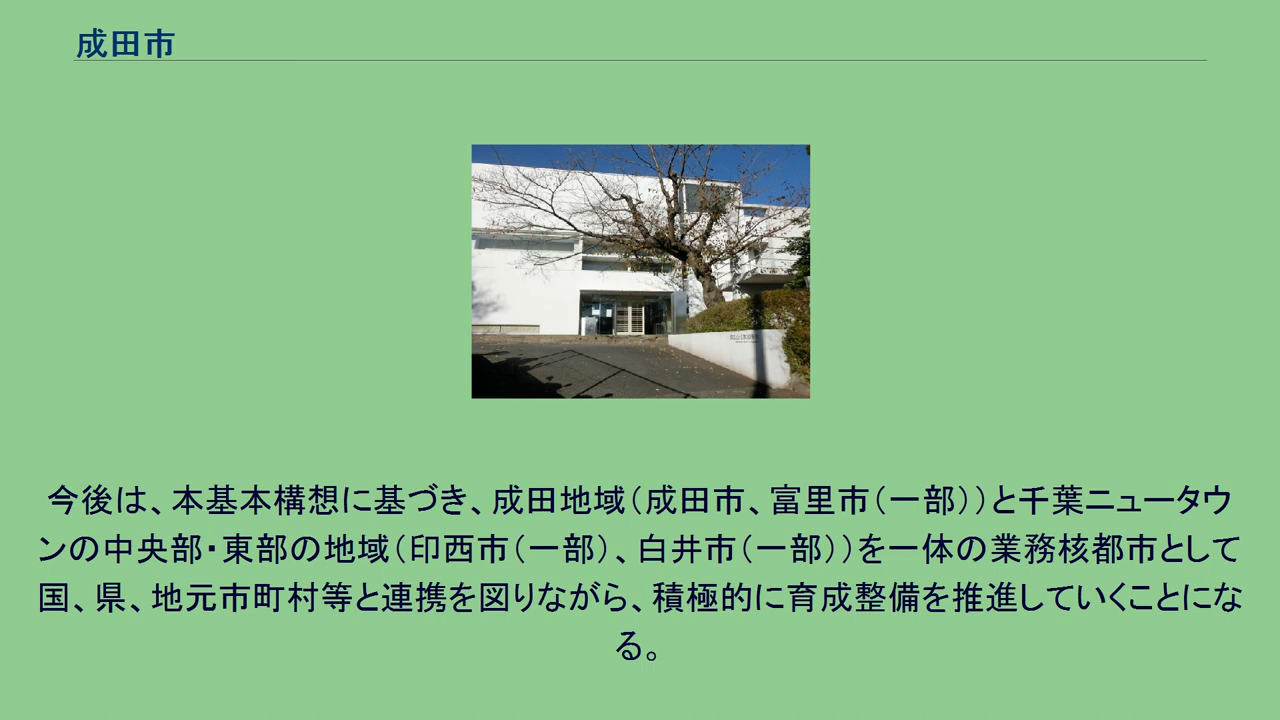 成田市
今後は、本基本構想に基づき、成田地域（成田市、富里市（一部））と千葉ニュータウ
ンの中央部・東部の地域（印西市（一部）、白井市（一部））を一体の業務核都市として
国、県、地元市町村等と連携を図りながら、積極的に育成整備を推進していくことにな
る。